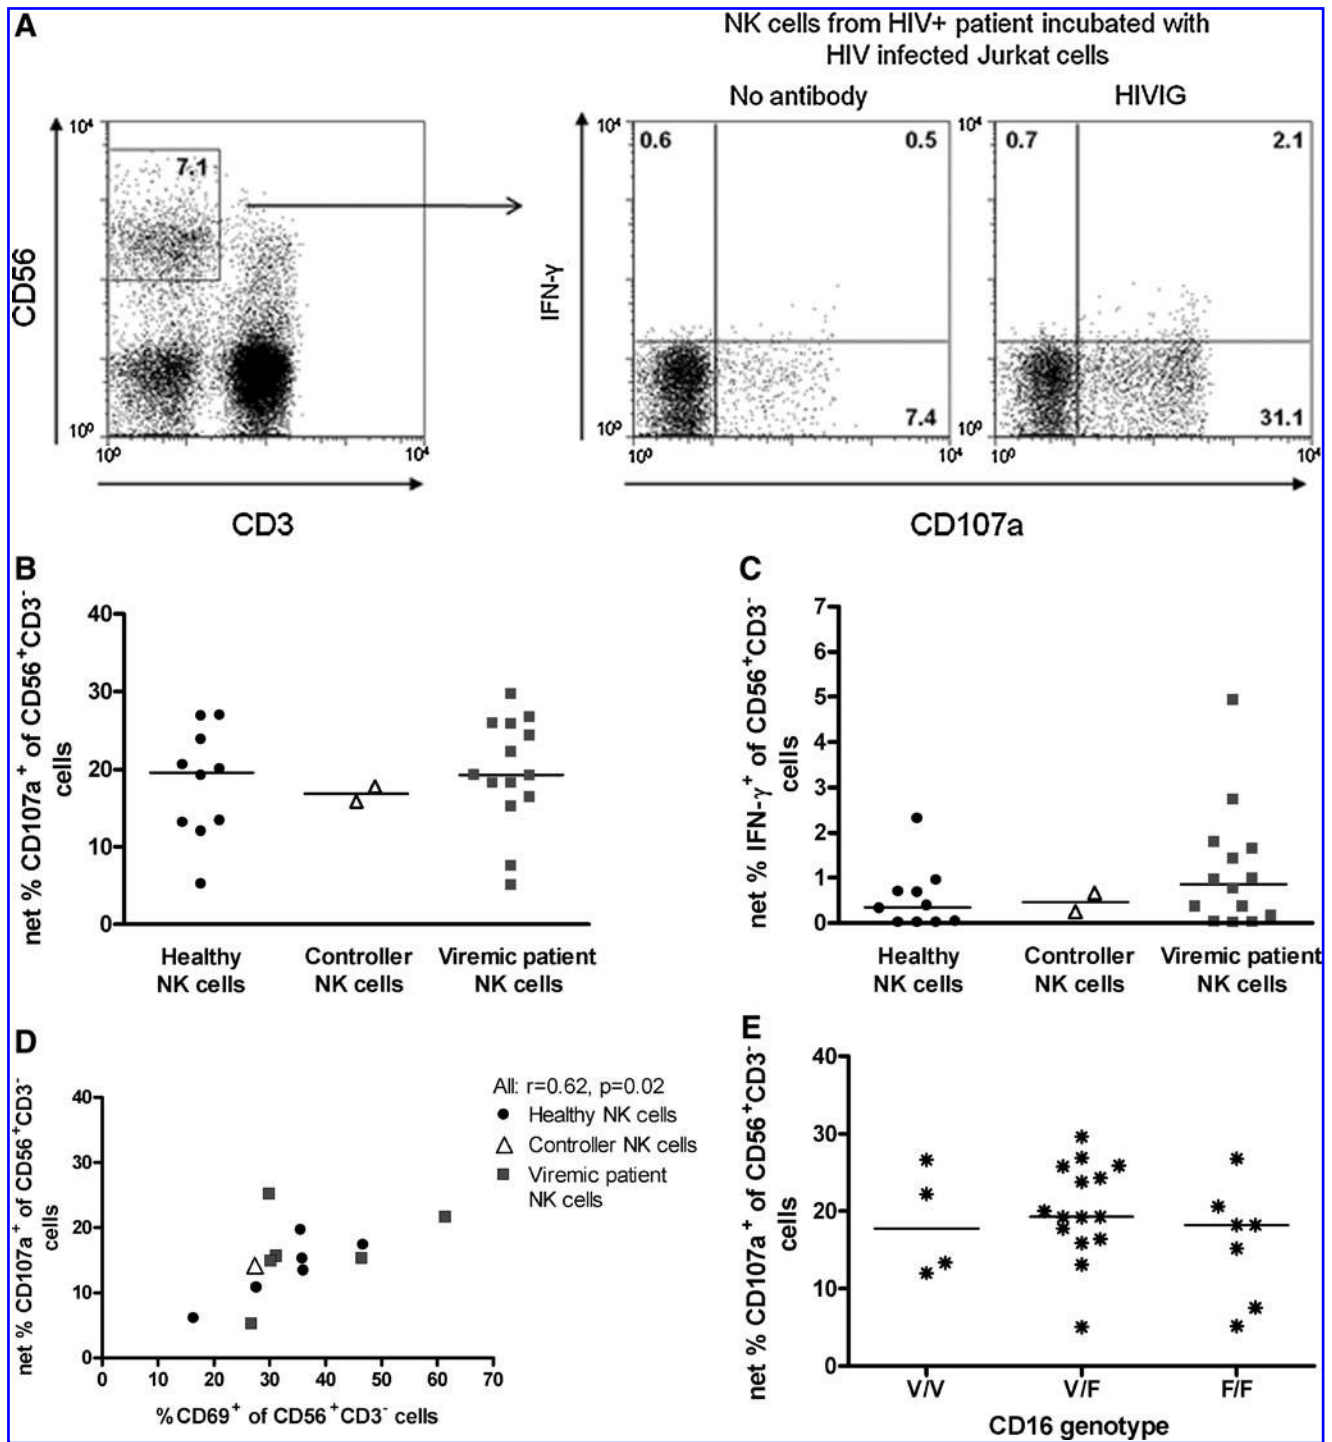 A
NK cells from HIV+ patient incubated with
HIV infected Jurkat cells
No antibody
HIVIG
10⁴
7.1
CD56
10⁰
10⁰
10⁴
CD3
10⁴
0.6
0.5
IFN-γ
7.4
10⁰
10⁰
10⁴
10⁴
0.7
2.1
31.1
10⁰
10⁰
10⁴
CD107a
B
net % CD107a⁺ of CD56⁺CD3⁻
cells
40
30
20
10
0
Healthy
NK cells
Controller
NK cells
Viremic patient
NK cells
C
net % IFN-γ⁺ of CD56⁺CD3⁻
cells
7
6
5
4
3
2
1
0
Healthy
NK cells
Controller
NK cells
Viremic patient
NK cells
D
net % CD107a⁺ of CD56⁺CD3⁻
cells
40
30
20
10
0
0 10 20 30 40 50 60 70
%CD69⁺ of CD56⁺CD3⁻ cells
All: r=0.62, p=0.02
Healthy NK cells
Controller NK cells
Viremic patient
NK cells
E
net % CD107a⁺ of CD56⁺CD3⁻
cells
40
30
20
10
0
V/V V/F F/F
CD16 genotype